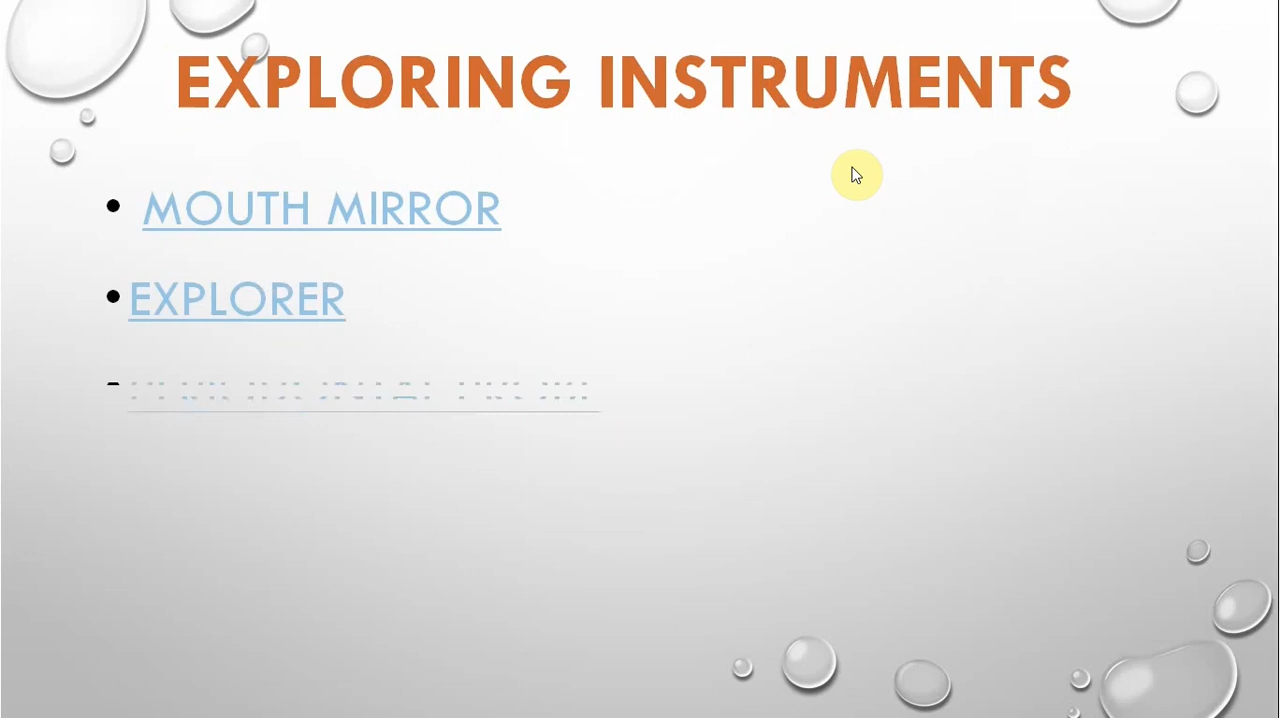 EXPLORING INSTRUMENTS
• MOUTH MIRROR
• EXPLORER